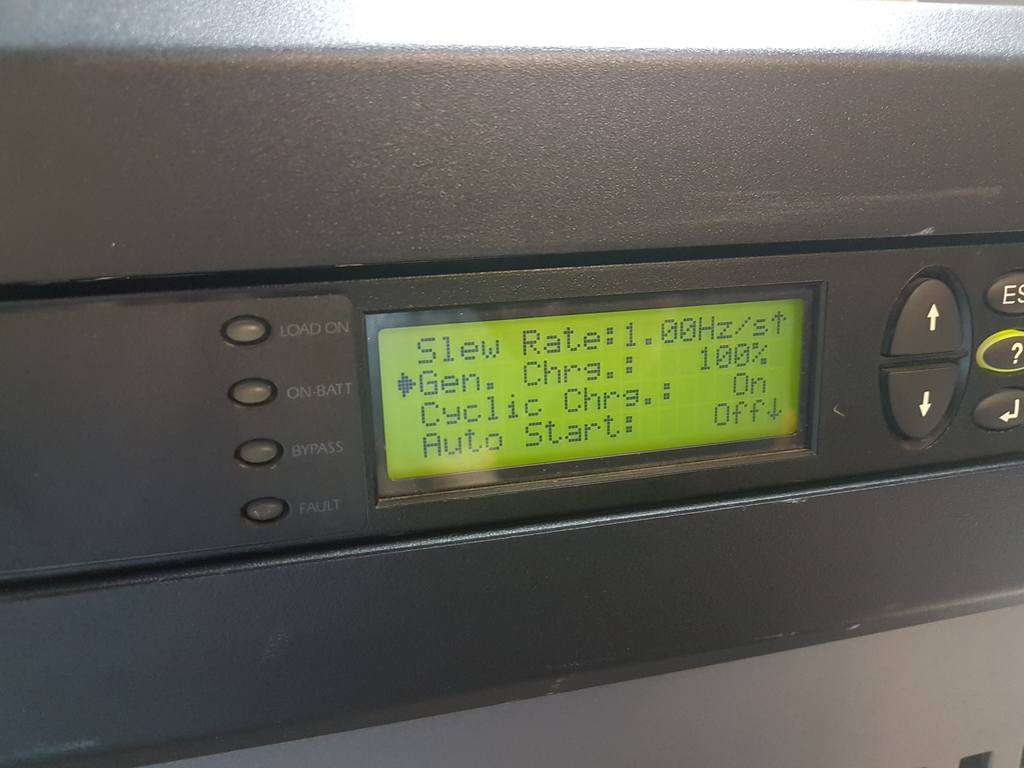 LOAD ON
ON-BATT
BYPASS
FAULT
Slew Rate:1.00Hz/s↑
Gen. Chrg.: 100%
Cyclic Chrg.: On
Auto Start: Off↓
↑
↓
ES
?
↵